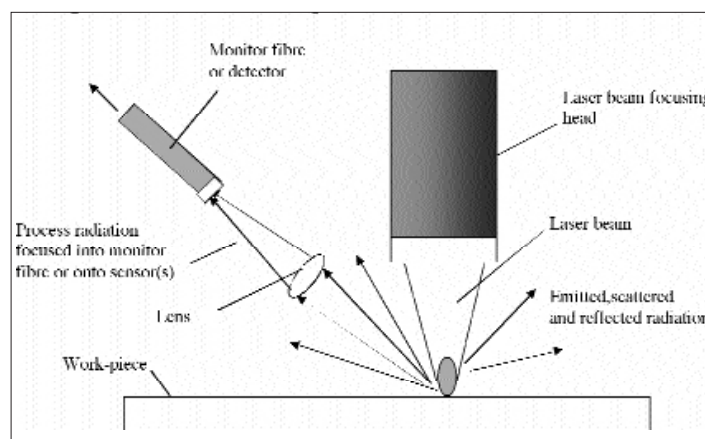 Monitor fibre
or detector
Laser beam focusing
head
Process radiation
focused into monitor
fibre or onto sensor(s)
Laser beam
Lens
Emitted,scattered
and reflected radiation
Work-piece